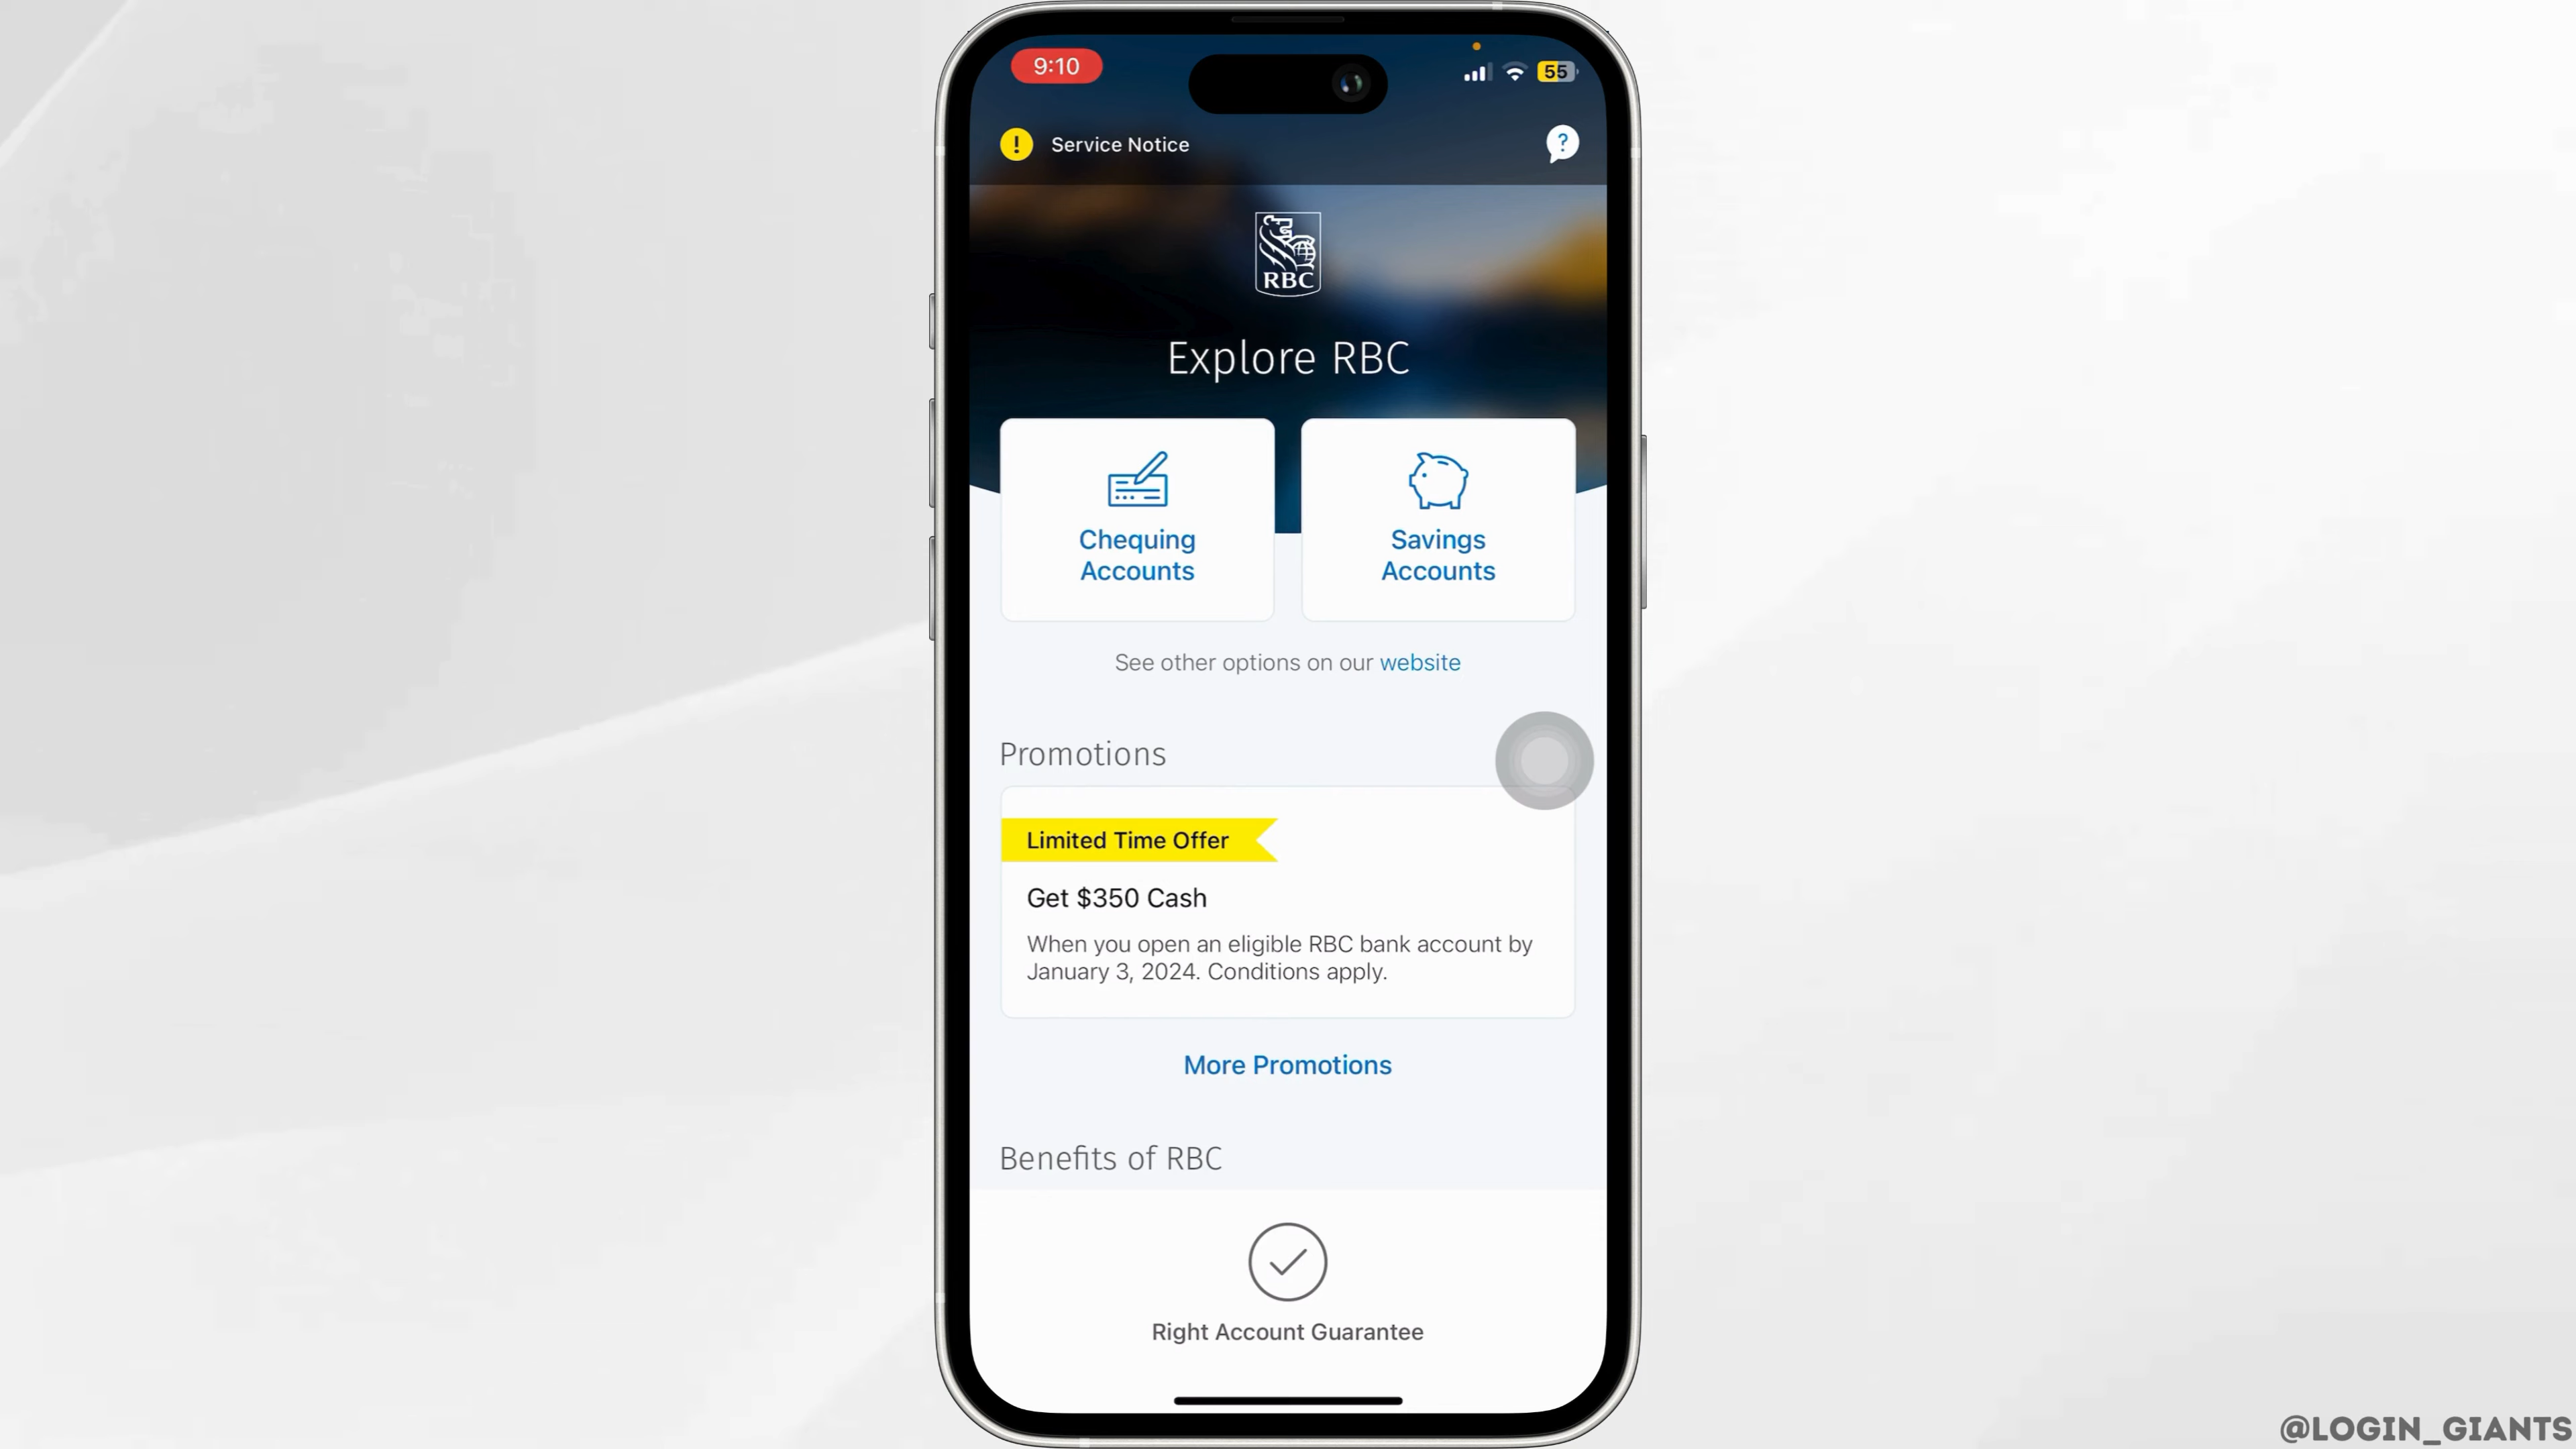 9:10
55
!
Service Notice
?
RBC
Explore RBC
Chequing
Accounts
Savings
Accounts
See other options on our website
Promotions
Limited Time Offer
Get $350 Cash
When you open an eligible RBC bank account by
January 3, 2024. Conditions apply.
More Promotions
Benefits of RBC
Right Account Guarantee
@LOGIN_GIANTS